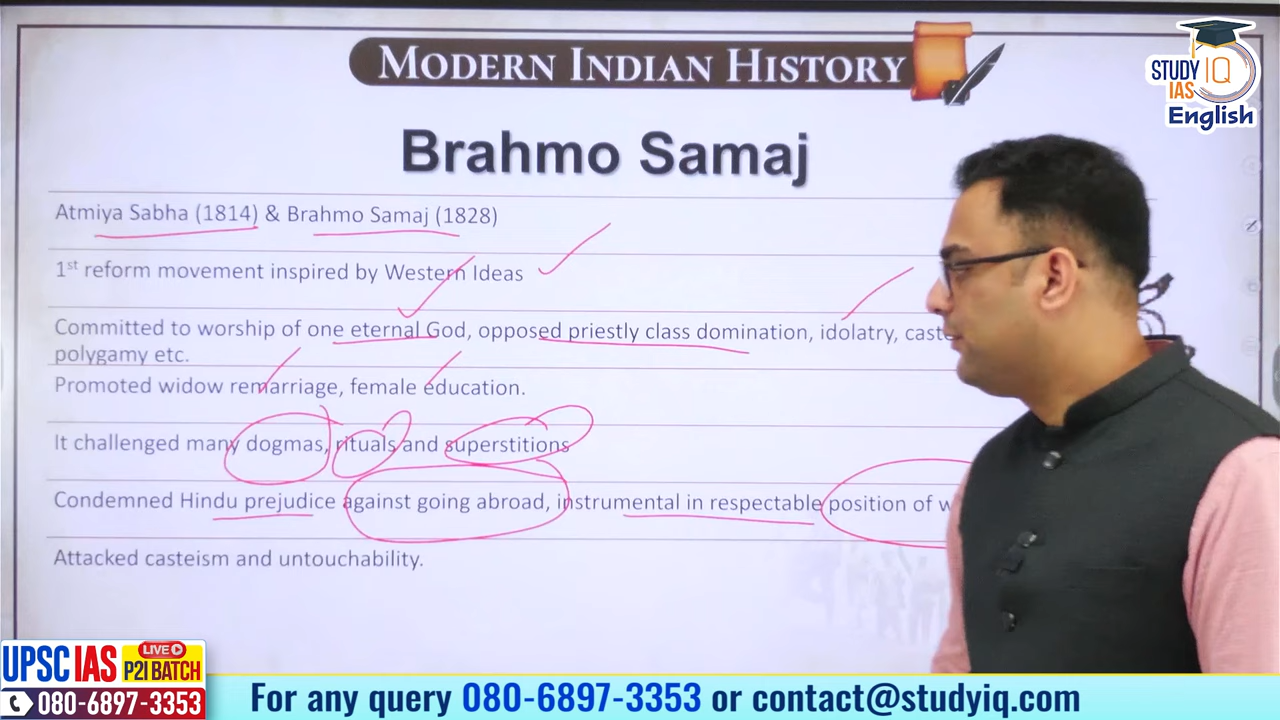 MODERN INDIAN HISTORY
STUDY IQ
IAS
English
Brahmo Samaj
Atmiya Sabha (1814) & Brahmo Samaj (1828)
1st reform movement inspired by Western Ideas
Committed to worship of one eternal God, opposed priestly class domination, idolatry,
polygamy etc.
Promoted widow remarriage, female education.
It challenged many dogmas, rituals and superstitions
Condemned Hindu prejudice against going abroad, instrumental in respectable position of
Attacked casteism and untouchability.
UPSC IAS LIVE P2I BATCH
080-6897-3353
For any query 080-6897-3353 or contact@studyiq.com